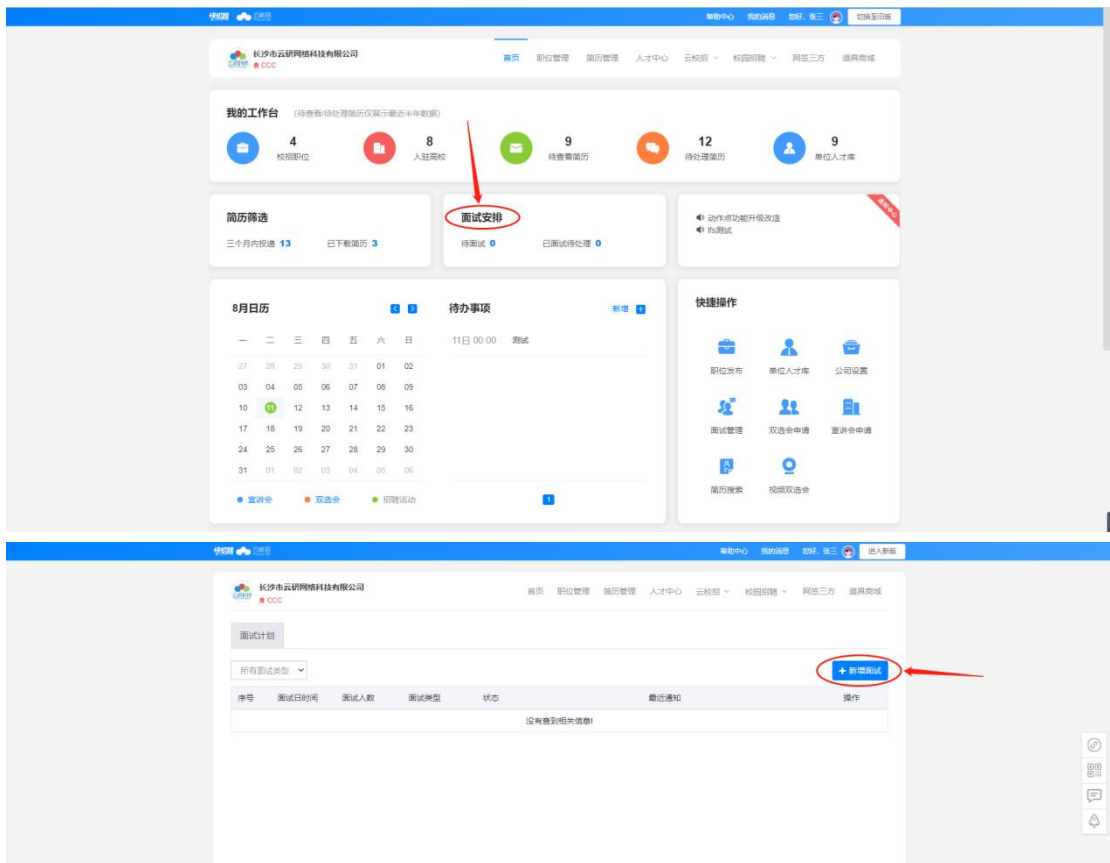 云研招 帮助中心 我的消息 您好, 张三 切换至旧版
长沙市云研网络科技有限公司
CCC
首页 职位管理 简历管理 人才中心 云校招 校园招聘 网签三方 道具商城
我的工作台 (待查看/待处理简历仅展示最近半年数据)
4 8 9 12 9
校招职位 入驻高校 待查看简历 待处理简历 单位人才库
简历筛选 面试安排
动作点功能升级改造
ifs测试
通知中心
三个月内投递 13 已下载简历 3 待面试 0 已面试待处理 0
8月日历 待办事项 新增 快捷操作
一 二 三 四 五 六 日 11日 00:00 测试
27 28 29 30 31 01 02
职位发布 单位人才库 公司设置
03 04 05 06 07 08 09
10 11 12 13 14 15 16
17 18 19 20 21 22 23
面试管理 双选会申请 宣讲会申请
24 25 26 27 28 29 30
31 01 02 03 04 05 06
简历搜索 视频双选会
宣讲会 双选会 招聘活动 1
帮助中心 我的消息 您好, 张三 进入新版
长沙市云研网络科技有限公司
CCC
首页 职位管理 简历管理 人才中心 云校招 校园招聘 网签三方 道具商城
面试计划
所有面试类型 + 新增面试
序号 面试日时间 面试人数 面试类型 状态 最近通知 操作
没有查到相关信息!